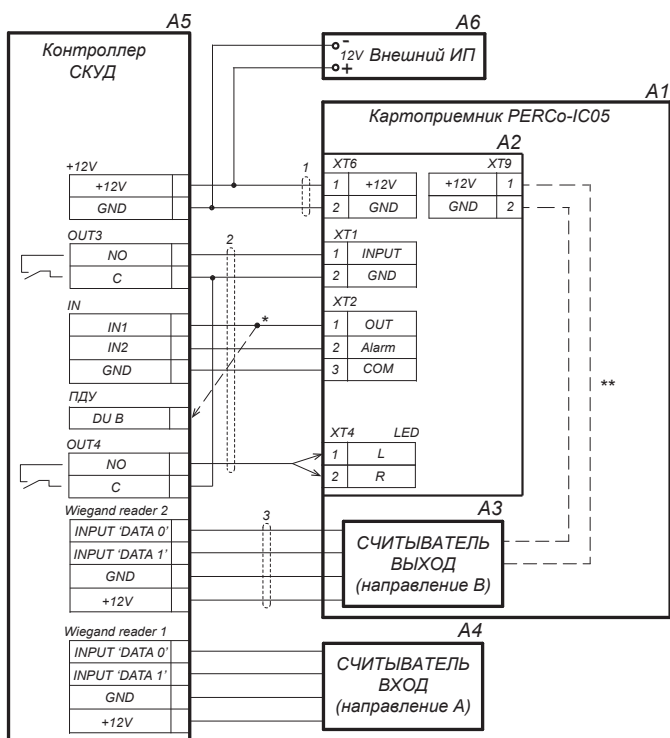 A5
Контроллер
СКУД
+12V
+12V
GND
OUT3
NO
C
IN
IN1
IN2
GND
ПДУ
DU B
OUT4
NO
C
Wiegand reader 2
INPUT ‘DATA 0’
INPUT ‘DATA 1’
GND
+12V
Wiegand reader 1
INPUT ‘DATA 0’
INPUT ‘DATA 1’
GND
+12V
1
2
*
3
A6
-
12V Внешний ИП
+
A1
Картоприемник PERCo-IC05
A2
XT6
1 +12V
2 GND
XT9
+12V 1
GND 2
XT1
1 INPUT
2 GND
XT2
1 OUT
2 Alarm
3 COM
**
XT4 LED
1 L
2 R
A3
СЧИТЫВАТЕЛЬ
ВЫХОД
(направление B)
A4
СЧИТЫВАТЕЛЬ
ВХОД
(направление A)